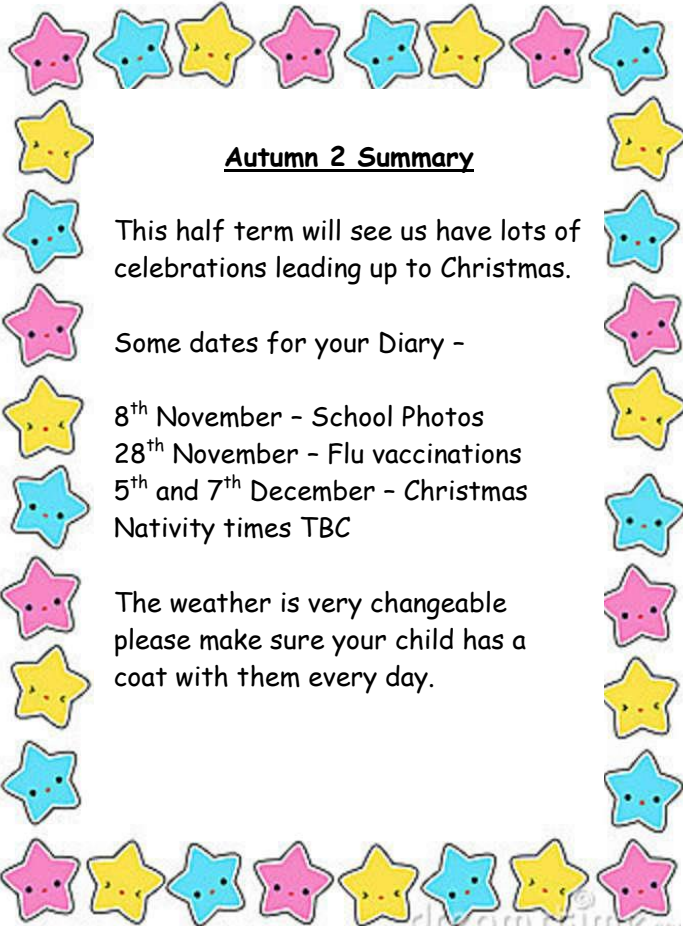 Autumn 2 Summary
This half term will see us have lots of
celebrations leading up to Christmas.
Some dates for your Diary –
8th November – School Photos
28th November – Flu vaccinations
5th and 7th December – Christmas
Nativity times TBC
The weather is very changeable
please make sure your child has a
coat with them every day.